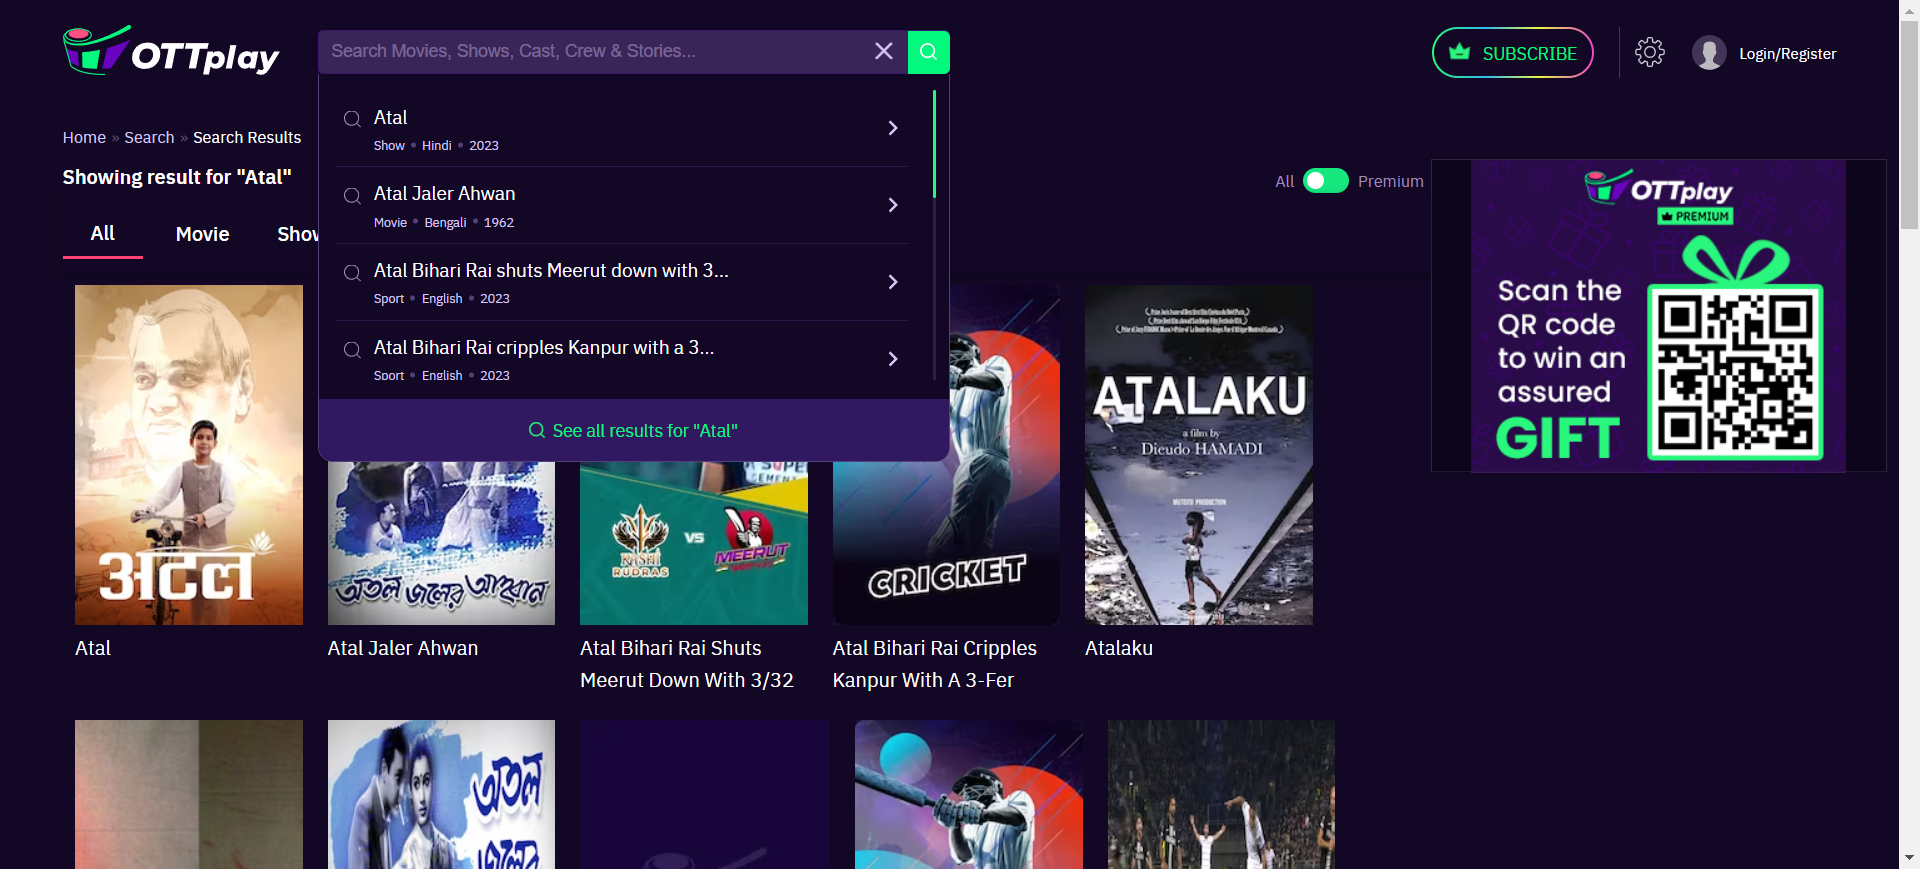 OTTplay
Search Movies, Shows, Cast, Crew & Stories...
SUBSCRIBE
Login/Register
Atal
Show • Hindi • 2023
Atal Jaler Ahwan
Movie • Bengali • 1962
Atal Bihari Rai shuts Meerut down with 3...
Sport • English • 2023
Atal Bihari Rai cripples Kanpur with a 3...
Sport • English • 2023
See all results for "Atal"
Home » Search » Search Results
Showing result for "Atal"
All Premium
All Movie Show
OTTplay
PREMIUM
Scan the
QR code
to win an
assured
GIFT
अटल
Atal
অতল জলের আহ্বান
Atal Jaler Ahwan
KASHI
RUDRAS
VS
MEERUT
Atal Bihari Rai Shuts
Meerut Down With 3/32
CRICKET
Atal Bihari Rai Cripples
Kanpur With A 3-Fer
ATALAKU
a film by
Dieudo HAMADI
MUTOTU PRODUCTION
Atalaku
অতল
জলের